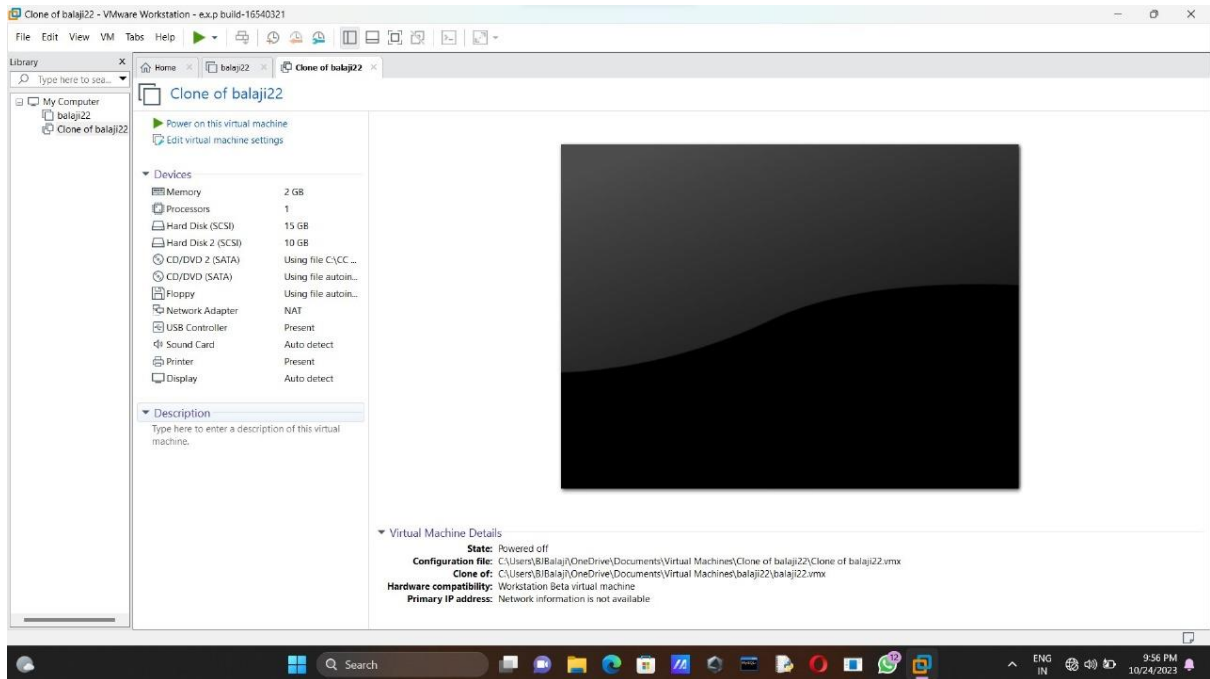 Clone of balaji22 - VMware Workstation - e.x.p build-16540321
File Edit View VM Tabs Help
Library X
Type here to sea...
My Computer
balaji22
Clone of balaji22
Home
balaji22
Clone of balaji22
Clone of balaji22
Power on this virtual machine
Edit virtual machine settings
Devices
Memory 2 GB
Processors 1
Hard Disk (SCSI) 15 GB
Hard Disk 2 (SCSI) 10 GB
CD/DVD 2 (SATA) Using file C:\CC ...
CD/DVD (SATA) Using file autoin...
Floppy Using file autoin...
Network Adapter NAT
USB Controller Present
Sound Card Auto detect
Printer Present
Display Auto detect
Description
Type here to enter a description of this virtual
machine.
Virtual Machine Details
State: Powered off
Configuration file: C:\Users\BJBalaji\OneDrive\Documents\Virtual Machines\Clone of balaji22\Clone of balaji22.vmx
Clone of: C:\Users\BJBalaji\OneDrive\Documents\Virtual Machines\balaji22\balaji22.vmx
Hardware compatibility: Workstation Beta virtual machine
Primary IP address: Network information is not available
Search
12
ENG
IN
9:56 PM
10/24/2023